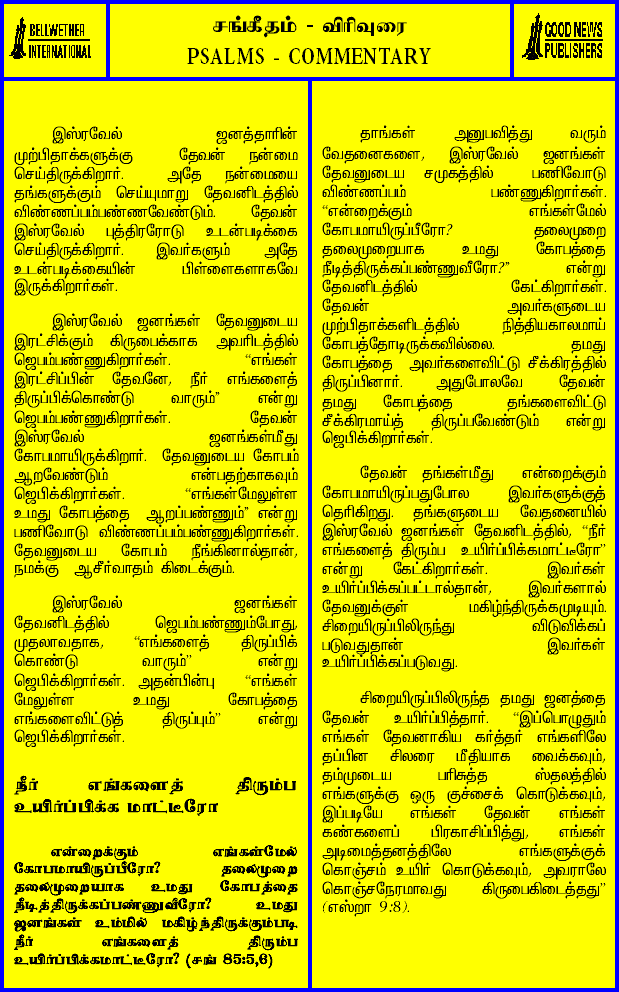 BELLWETHER
INTERNATIONAL
சங்கீதம் - விரிவுரை
PSALMS - COMMENTARY
GOOD NEWS
PUBLISHERS
இஸ்ரவேல் ஜனத்தாரின்
முற்பிதாக்களுக்கு தேவன் நன்மை
செய்திருக்கிறார். அதே நன்மையை
தங்களுக்கும் செய்யுமாறு தேவனிடத்தில்
விண்ணப்பம்பண்ணவேண்டும். தேவன்
இஸ்ரவேல் புத்திரரோடு உடன்படிக்கை
செய்திருக்கிறார். இவர்களும் அதே
உடன்படிக்கையின் பிள்ளைகளாகவே
இருக்கிறார்கள்.
இஸ்ரவேல் ஜனங்கள் தேவனுடைய
இரட்சிக்கும் கிருபைக்காக அவரிடத்தில்
ஜெபம்பண்ணுகிறார்கள். “எங்கள்
இரட்சிப்பின் தேவனே, நீர் எங்களைத்
திருப்பிக்கொண்டு வாரும்” என்று
ஜெபம்பண்ணுகிறார்கள். தேவன்
இஸ்ரவேல் ஜனங்கள்மீது
கோபமாயிருக்கிறார். தேவனுடைய கோபம்
ஆறவேண்டும் என்பதற்காகவும்
ஜெபிக்கிறார்கள். “எங்கள்மேலுள்ள
உமது கோபத்தை ஆறப்பண்ணும்” என்று
பணிவோடு விண்ணப்பம்பண்ணுகிறார்கள்.
தேவனுடைய கோபம் நீங்கினால்தான்,
நமக்கு ஆசீர்வாதம் கிடைக்கும்.
இஸ்ரவேல் ஜனங்கள்
தேவனிடத்தில் ஜெபம்பண்ணும்போது,
முதலாவதாக, “எங்களைத் திருப்பிக்
கொண்டு வாரும்” என்று
ஜெபிக்கிறார்கள். அதன்பின்பு “எங்கள்
மேலுள்ள உமது கோபத்தை
எங்களைவிட்டுத் திருப்பும்” என்று
ஜெபிக்கிறார்கள்.
நீர் எங்களைத் திரும்ப
உயிர்ப்பிக்க மாட்டீரோ
என்றைக்கும் எங்கள்மேல்
கோபமாயிருப்பீரோ? தலைமுறை
தலைமுறையாக உமது கோபத்தை
நீடித்திருக்கப்பண்ணுவீரோ? உமது
ஜனங்கள் உம்மில் மகிழ்ந்திருக்கும்படி
நீர் எங்களைத் திரும்ப
உயிர்ப்பிக்கமாட்டீரோ? (சங் 85:5,6)
தாங்கள் அனுபவித்து வரும்
வேதனைகளை, இஸ்ரவேல் ஜனங்கள்
தேவனுடைய சமுகத்தில் பணிவோடு
விண்ணப்பம் பண்ணுகிறார்கள்.
“என்றைக்கும் எங்கள்மேல்
கோபமாயிருப்பீரோ? தலைமுறை
தலைமுறையாக உமது கோபத்தை
நீடித்திருக்கப்பண்ணுவீரோ?” என்று
தேவனிடத்தில் கேட்கிறார்கள்.
தேவன் அவர்களுடைய
முற்பிதாக்களிடத்தில் நித்தியகாலமாய்
கோபத்தோடிருக்கவில்லை. தமது
கோபத்தை அவர்களைவிட்டு சீக்கிரத்தில்
திருப்பினார். அதுபோலவே தேவன்
தமது கோபத்தை தங்களைவிட்டு
சீக்கிரமாய்த் திருப்பவேண்டும் என்று
ஜெபிக்கிறார்கள்.
தேவன் தங்கள்மீது என்றைக்கும்
கோபமாயிருப்பதுபோல இவர்களுக்குத்
தெரிகிறது. தங்களுடைய வேதனையில்
இஸ்ரவேல் ஜனங்கள் தேவனிடத்தில், “நீர்
எங்களைத் திரும்ப உயிர்ப்பிக்கமாட்டீரோ”
என்று கேட்கிறார்கள். இவர்கள்
உயிர்ப்பிக்கப்பட்டால்தான், இவர்களால்
தேவனுக்குள் மகிழ்ந்திருக்கமுடியும்.
சிறையிருப்பிலிருந்து விடுவிக்கப்
படுவதுதான் இவர்கள்
உயிர்ப்பிக்கப்படுவது.
சிறையிருப்பிலிருந்த தமது ஜனத்தை
தேவன் உயிர்ப்பித்தார். “இப்பொழுதும்
எங்கள் தேவனாகிய கர்த்தர் எங்களிலே
தப்பின சிலரை மீதியாக வைக்கவும்,
தம்முடைய பரிசுத்த ஸ்தலத்தில்
எங்களுக்கு ஒரு குச்சைக் கொடுக்கவும்,
இப்படியே எங்கள் தேவன் எங்கள்
கண்களைப் பிரகாசிப்பித்து, எங்கள்
அடிமைத்தனத்திலே எங்களுக்குக்
கொஞ்சம் உயிர் கொடுக்கவும், அவராலே
கொஞ்சநேரமாவது கிருபைகிடைத்தது”
(எஸ்றா 9:8).